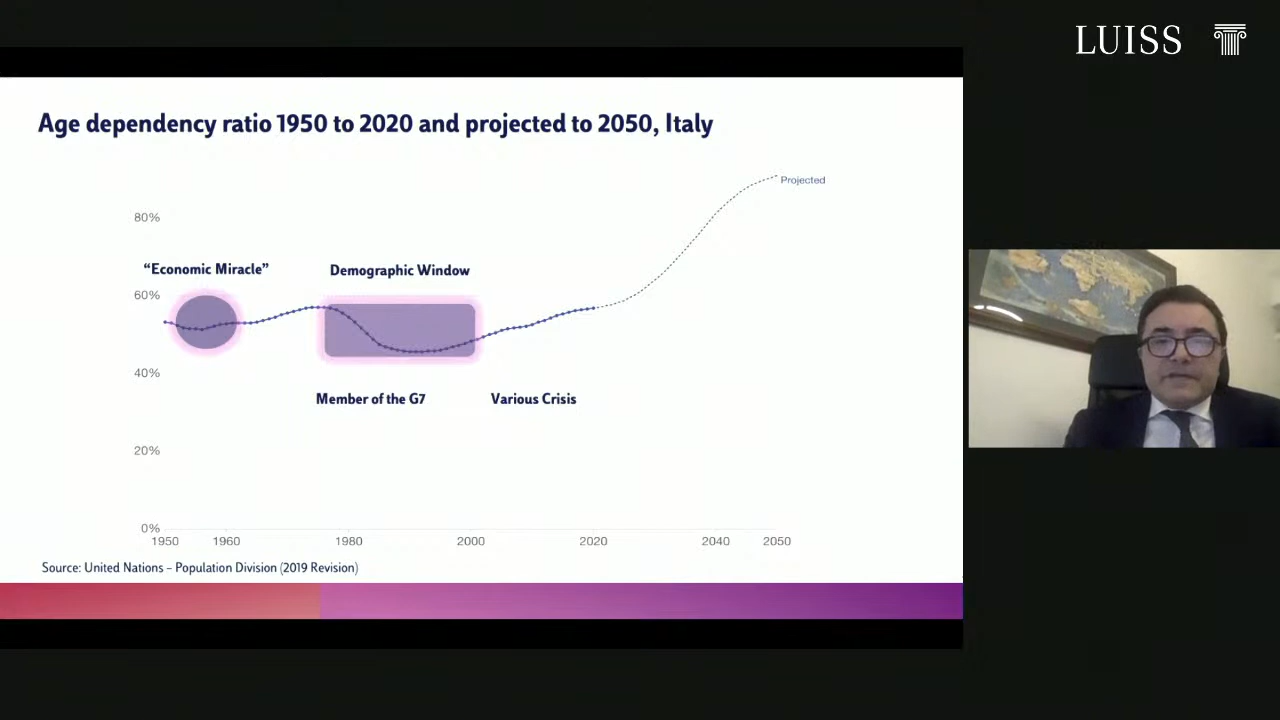 LUISS
Age dependency ratio 1950 to 2020 and projected to 2050, Italy
Projected
80%
“Economic Miracle”
Demographic Window
60%
40%
Member of the G7
Various Crisis
20%
0%
1950 1960 1980 2000 2020 2040 2050
Source: United Nations – Population Division (2019 Revision)